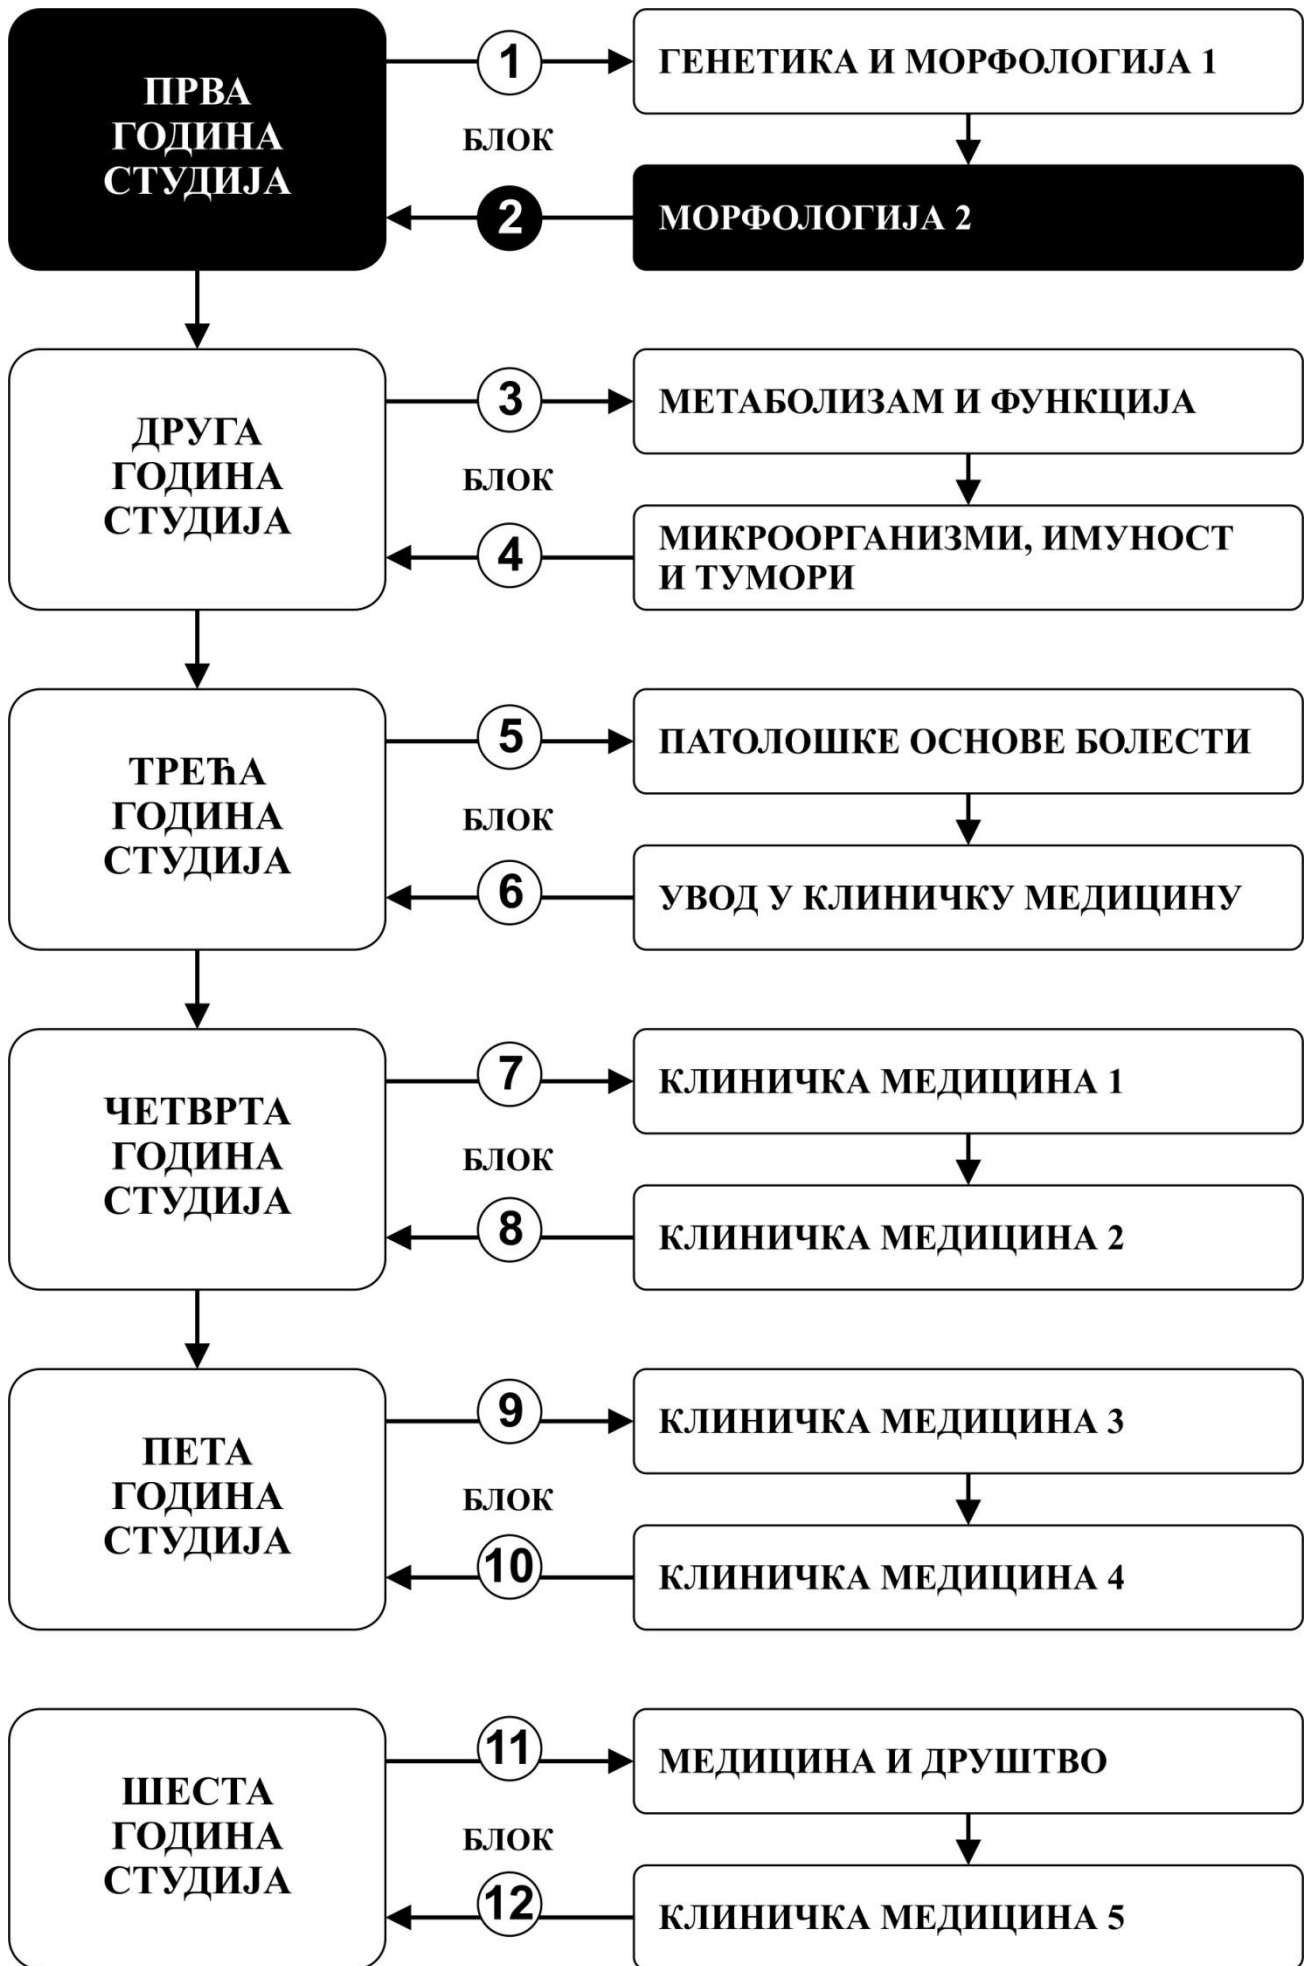 ПРВА
ГОДИНА
СТУДИЈА
1
БЛОК
2
ГЕНЕТИКА И МОРФОЛОГИЈА 1
МОРФОЛОГИЈА 2
ДРУГА
ГОДИНА
СТУДИЈА
3
БЛОК
4
МЕТАБОЛИЗАМ И ФУНКЦИЈА
МИКРООРГАНИЗМИ, ИМУНОСТ
И ТУМОРИ
ТРЕЋА
ГОДИНА
СТУДИЈА
5
БЛОК
6
ПАТОЛОШКЕ ОСНОВЕ БОЛЕСТИ
УВОД У КЛИНИЧКУ МЕДИЦИНУ
ЧЕТВРТА
ГОДИНА
СТУДИЈА
7
БЛОК
8
КЛИНИЧКА МЕДИЦИНА 1
КЛИНИЧКА МЕДИЦИНА 2
ПЕТА
ГОДИНА
СТУДИЈА
9
БЛОК
10
КЛИНИЧКА МЕДИЦИНА 3
КЛИНИЧКА МЕДИЦИНА 4
ШЕСТА
ГОДИНА
СТУДИЈА
11
БЛОК
12
МЕДИЦИНА И ДРУШТВО
КЛИНИЧКА МЕДИЦИНА 5